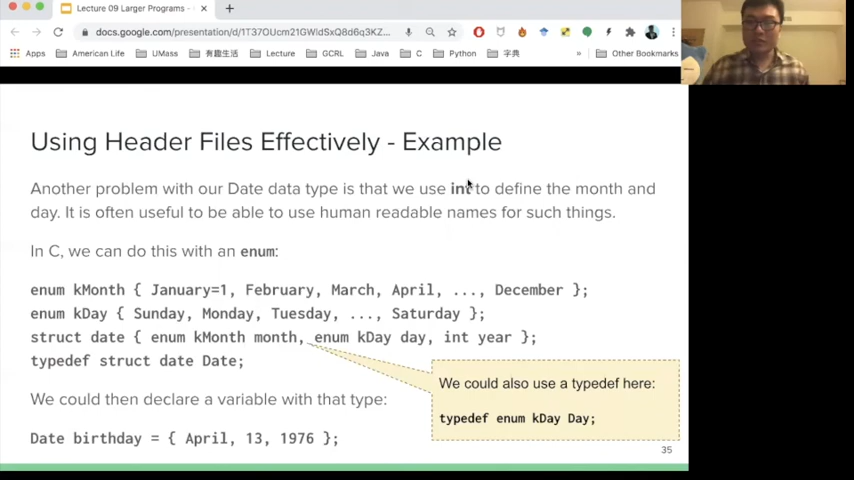 Lecture 09 Larger Programs -
docs.google.com/presentation/d/1T37OUcm21GWldSxQ8d6q3KZ...
Apps
American Life
UMass
有趣生活
Lecture
GCRL
Java
C
Python
字典
»
Other Bookmarks
Using Header Files Effectively - Example
Another problem with our Date data type is that we use int to define the month and
day. It is often useful to be able to use human readable names for such things.
In C, we can do this with an enum:
enum kMonth { January=1, February, March, April, ..., December };
enum kDay { Sunday, Monday, Tuesday, ..., Saturday };
struct date { enum kMonth month, enum kDay day, int year };
typedef struct date Date;
We could also use a typedef here:
typedef enum kDay Day;
We could then declare a variable with that type:
Date birthday = { April, 13, 1976 };
35